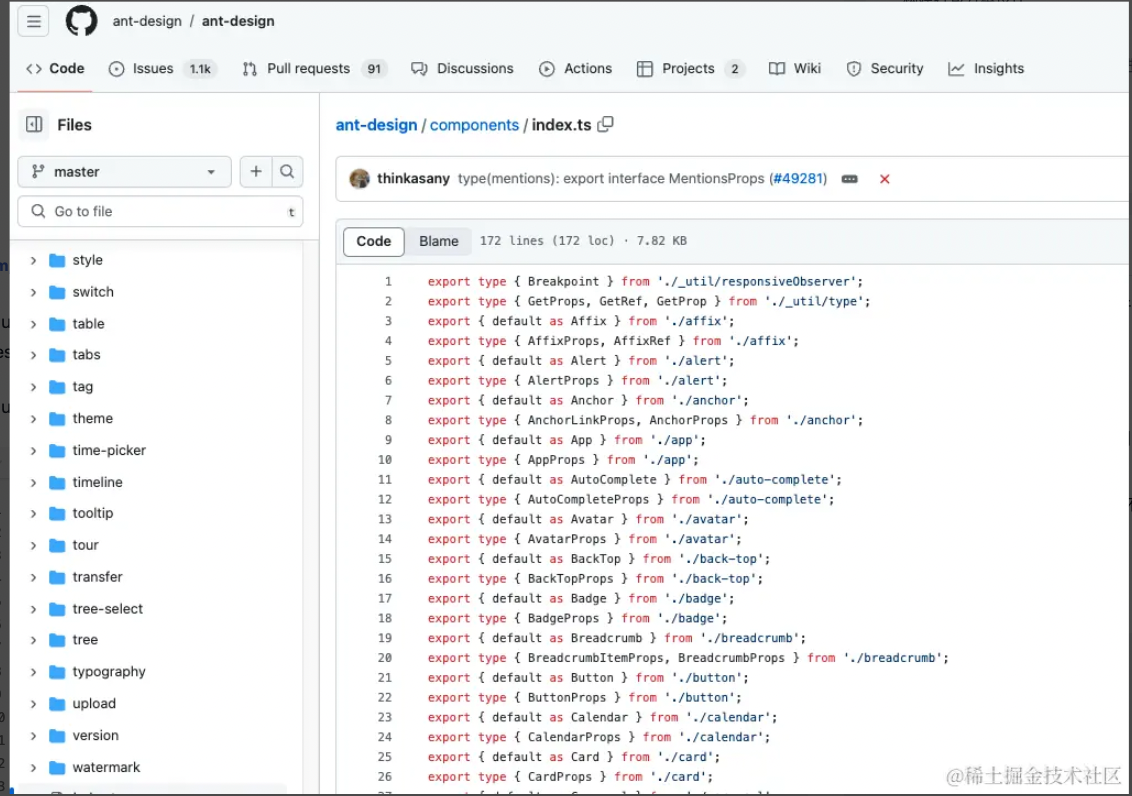 ant-design / ant-design
Code Issues 1.1k Pull requests 91 Discussions Actions Projects 2 Wiki Security Insights
Files
master
Go to file t
style
switch
table
tabs
tag
theme
time-picker
timeline
tooltip
tour
transfer
tree-select
tree
typography
upload
version
watermark
ant-design / components / index.ts
thinkasany type(mentions): export interface MentionsProps (#49281)
Code Blame 172 lines (172 loc) · 7.82 KB
1 export type { Breakpoint } from './_util/responsiveObserver';
2 export type { GetProps, GetRef, GetProp } from './_util/type';
3 export { default as Affix } from './affix';
4 export type { AffixProps, AffixRef } from './affix';
5 export { default as Alert } from './alert';
6 export type { AlertProps } from './alert';
7 export { default as Anchor } from './anchor';
8 export type { AnchorLinkProps, AnchorProps } from './anchor';
9 export { default as App } from './app';
10 export type { AppProps } from './app';
11 export { default as AutoComplete } from './auto-complete';
12 export type { AutoCompleteProps } from './auto-complete';
13 export { default as Avatar } from './avatar';
14 export type { AvatarProps } from './avatar';
15 export { default as BackTop } from './back-top';
16 export type { BackTopProps } from './back-top';
17 export { default as Badge } from './badge';
18 export type { BadgeProps } from './badge';
19 export { default as Breadcrumb } from './breadcrumb';
20 export type { BreadcrumbItemProps, BreadcrumbProps } from './breadcrumb';
21 export { default as Button } from './button';
22 export type { ButtonProps } from './button';
23 export { default as Calendar } from './calendar';
24 export type { CalendarProps } from './calendar';
25 export { default as Card } from './card';
26 export type { CardProps } from './card';
@稀土掘金技术社区